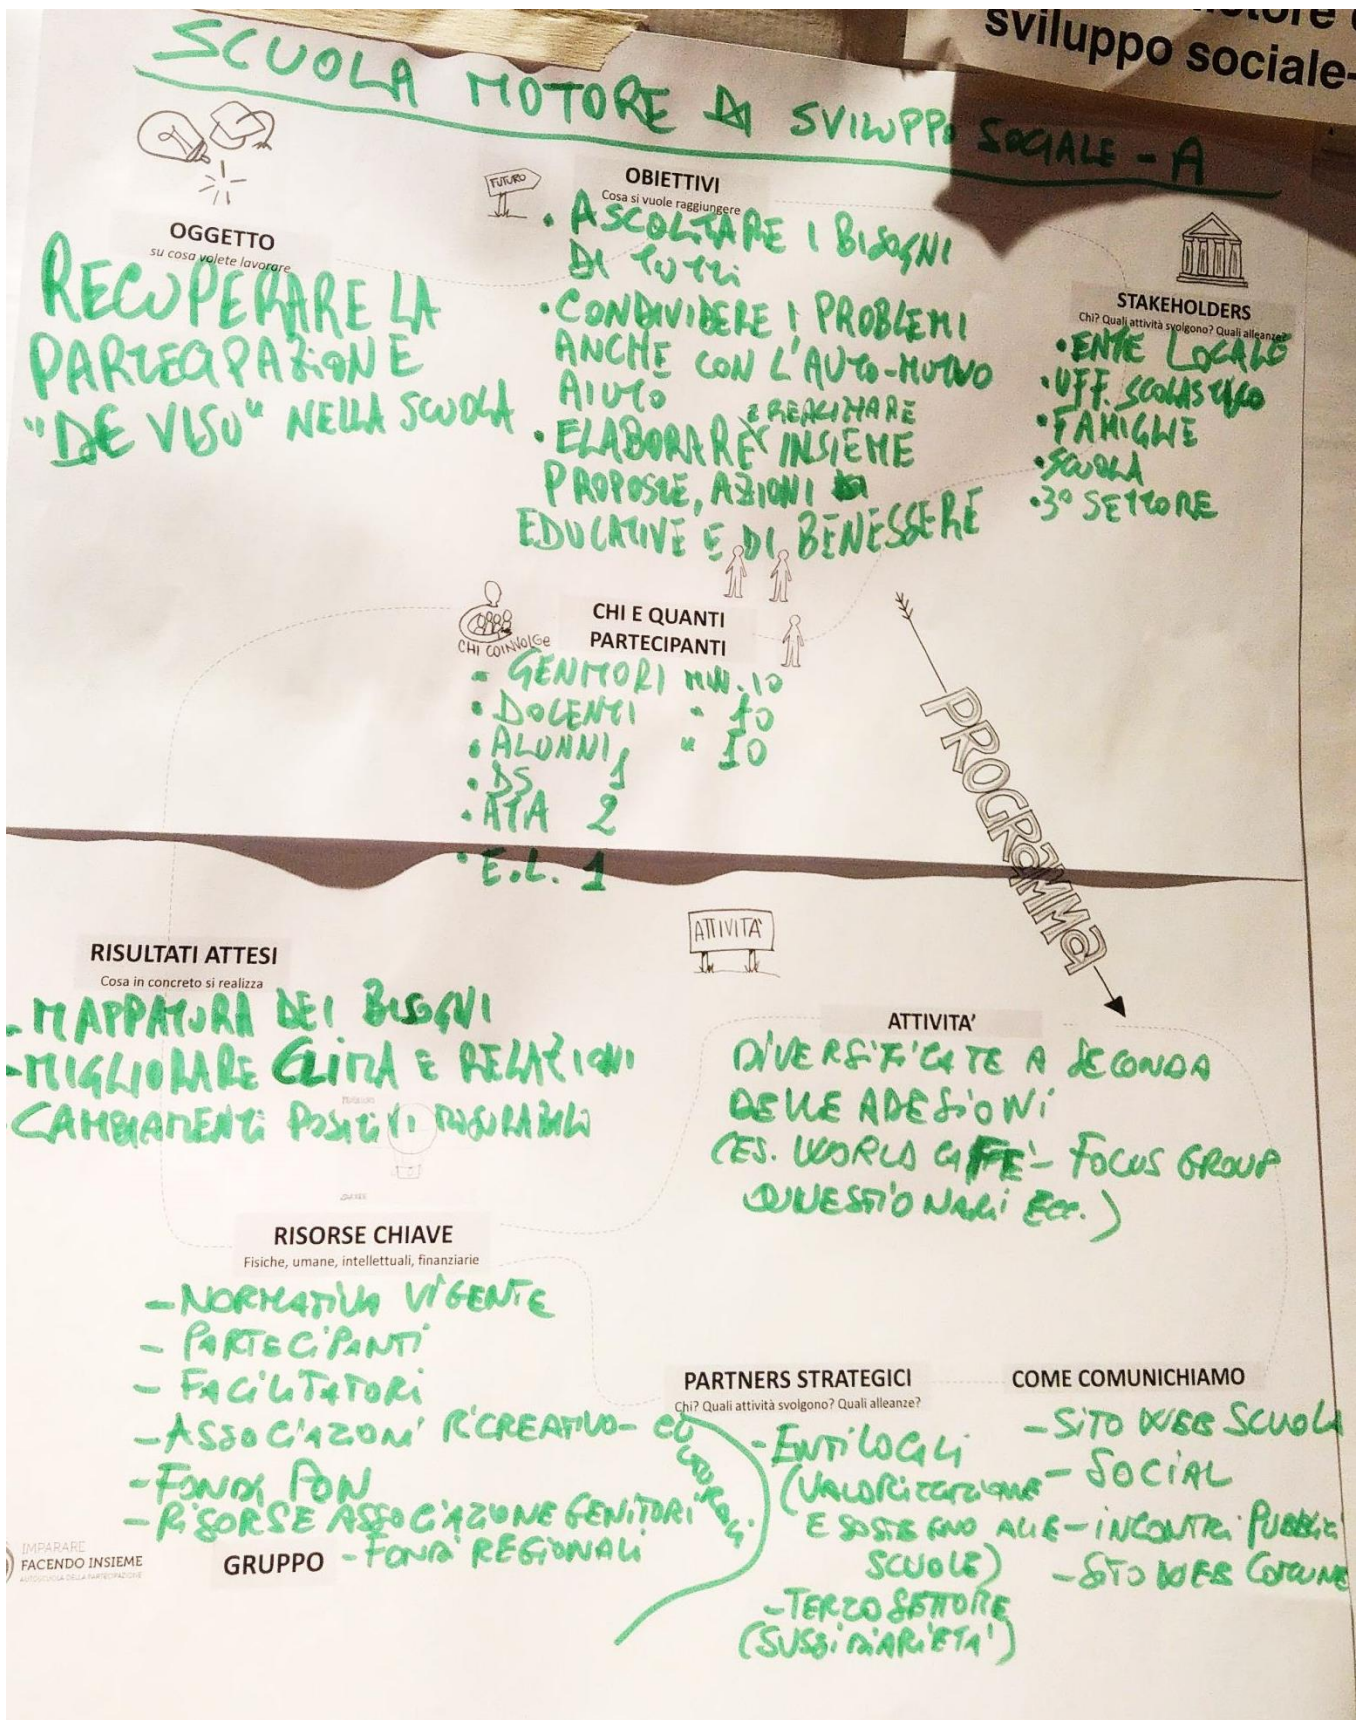 sviluppo sociale-
SCUOLA MOTORE DI SVILUPPO SOCIALE - A
OGGETTO
su cosa volete lavorare
RECUPERARE LA
PARTECIPAZIONE
"DE VISU" NELLA SCUOLA
FUTURO
OBIETTIVI
Cosa si vuole raggiungere
• ASCOLTARE I BISOGNI
DI TUTTI
• CONDIVIDERE I PROBLEMI
ANCHE CON L'AUTO-MUTUO
AIUTO
E REALIZZARE
• ELABORARE INSIEME
PROPOSTE, AZIONI
EDUCATIVE E DI BENESSERE
STAKEHOLDERS
Chi? Quali attività svolgono? Quali alleanze?
• ENTE LOCALE
• UFF. SCOLASTICO
• FAMIGLIE
• SCUOLA
• 3° SETTORE
CHI COINVOLGE
CHI E QUANTI
PARTECIPANTI
- GENITORI MIN. 10
• DOCENTI " 10
• ALUNNI " 10
• DS 1
• ATA 2
• E.L. 1
PROGRAMMA
RISULTATI ATTESI
Cosa in concreto si realizza
- MAPPATURA DEI BISOGNI
- MIGLIORARE CLIMA E RELAZIONI
CAMBIAMENTI POSITIVI MISURABILI
ATTIVITA'
ATTIVITA'
DIVERSIFICATE A SECONDA
DELLE ADESIONI
(ES. WORLD CAFFE' - FOCUS GROUP
QUESTIONARI ECC.)
RISORSE CHIAVE
Fisiche, umane, intellettuali, finanziarie
- NORMATIVA VIGENTE
- PARTECIPANTI
- FACILITATORI
- ASSOCIAZIONI RICREATIVO-
- FONDI PON
- RISORSE ASSOCIAZIONE GENITORI
- FONDI REGIONALI
GRUPPO
IMPARARE
FACENDO INSIEME
AUTOSCUOLA DELLA PARTECIPAZIONE
PARTNERS STRATEGICI
Chi? Quali attività svolgono? Quali alleanze?
- ENTI LOCALI
(VALORIZZAZIONE
E SOSTEGNO ALLE
SCUOLE)
- TERZO SETTORE
(SUSSIDIARIETA')
COME COMUNICHIAMO
- SITO WEB SCUOLA
- SOCIAL
- INCONTRI PUBBLICI
- SITO WEB COMUNE